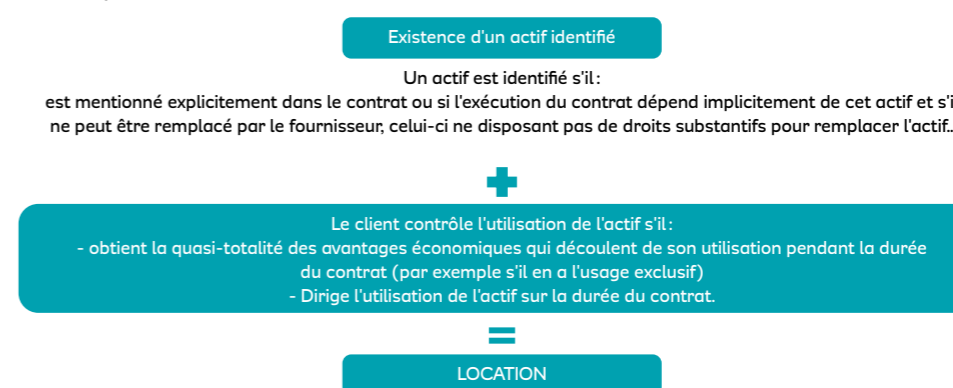 Existence d'un actif identifié
Un actif est identifié s'il :
est mentionné explicitement dans le contrat ou si l'exécution du contrat dépend implicitement de cet actif et s'i
ne peut être remplacé par le fournisseur, celui-ci ne disposant pas de droits substantifs pour remplacer l'actif..
+
Le client contrôle l'utilisation de l'actif s'il :
- obtient la quasi-totalité des avantages économiques qui découlent de son utilisation pendant la durée
du contrat (par exemple s'il en a l'usage exclusif)
- Dirige l'utilisation de l'actif sur la durée du contrat.
=
LOCATION